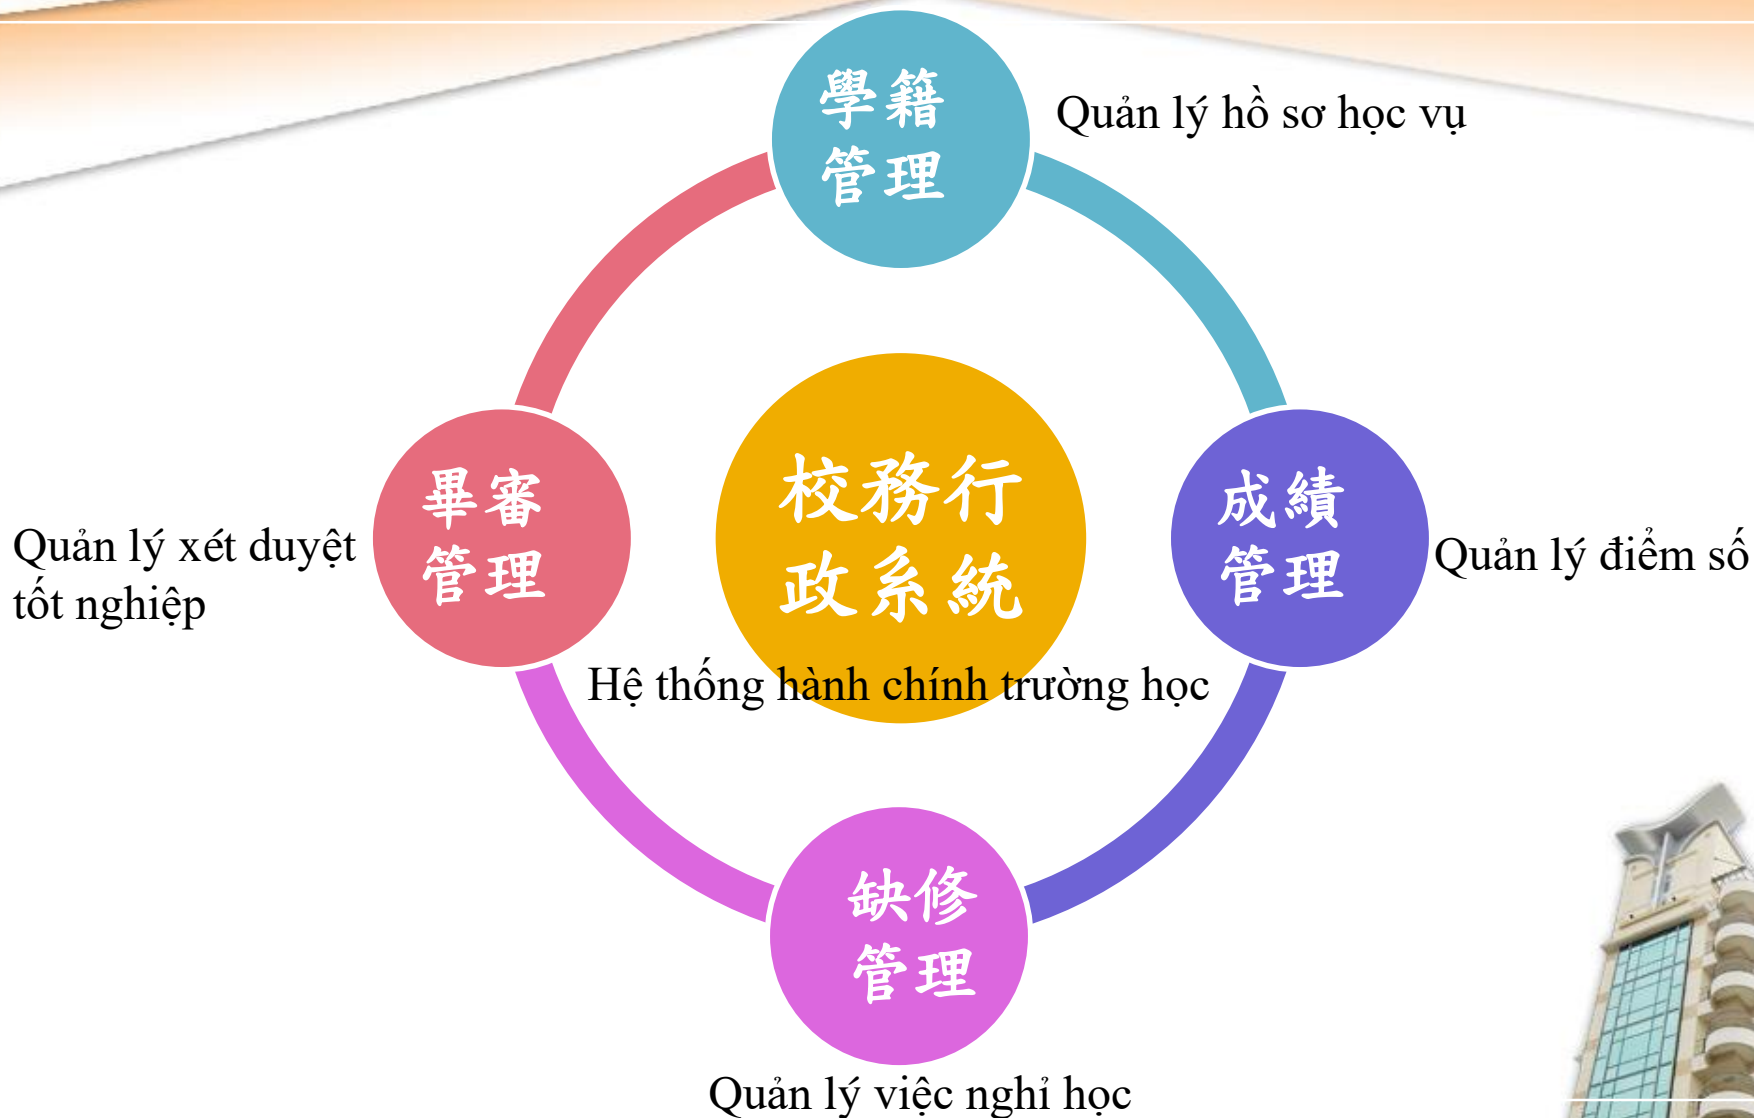 學籍
管理
Quản lý hồ sơ học vụ
畢審
管理
Quản lý xét duyệt
tốt nghiệp
校務行
政系統
Hệ thống hành chính trường học
成績
管理
Quản lý điểm số
缺修
管理
Quản lý việc nghỉ học